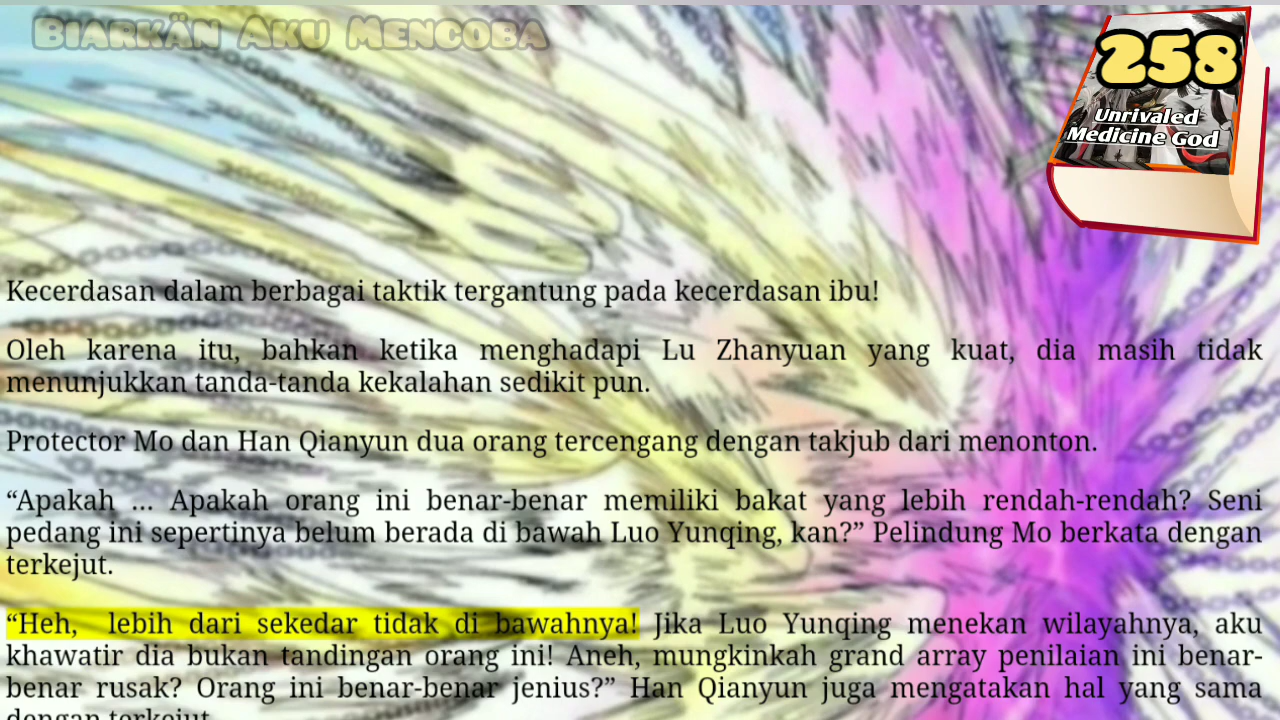 Biarkan Aku Mencoba
258
Unrivaled
Medicine God
Kecerdasan dalam berbagai taktik tergantung pada kecerdasan ibu!
Oleh karena itu, bahkan ketika menghadapi Lu Zhanyuan yang kuat, dia masih tidak
menunjukkan tanda-tanda kekalahan sedikit pun.
Protector Mo dan Han Qianyun dua orang tercengang dengan takjub dari menonton.
“Apakah ... Apakah orang ini benar-benar memiliki bakat yang lebih rendah-rendah? Seni
pedang ini sepertinya belum berada di bawah Luo Yunqing, kan?” Pelindung Mo berkata dengan
terkejut.
“Heh, lebih dari sekedar tidak di bawahnya! Jika Luo Yunqing menekan wilayahnya, aku
khawatir dia bukan tandingan orang ini! Aneh, mungkinkah grand array penilaian ini benar-
benar rusak? Orang ini benar-benar jenius?” Han Qianyun juga mengatakan hal yang sama
dengan terkejut.